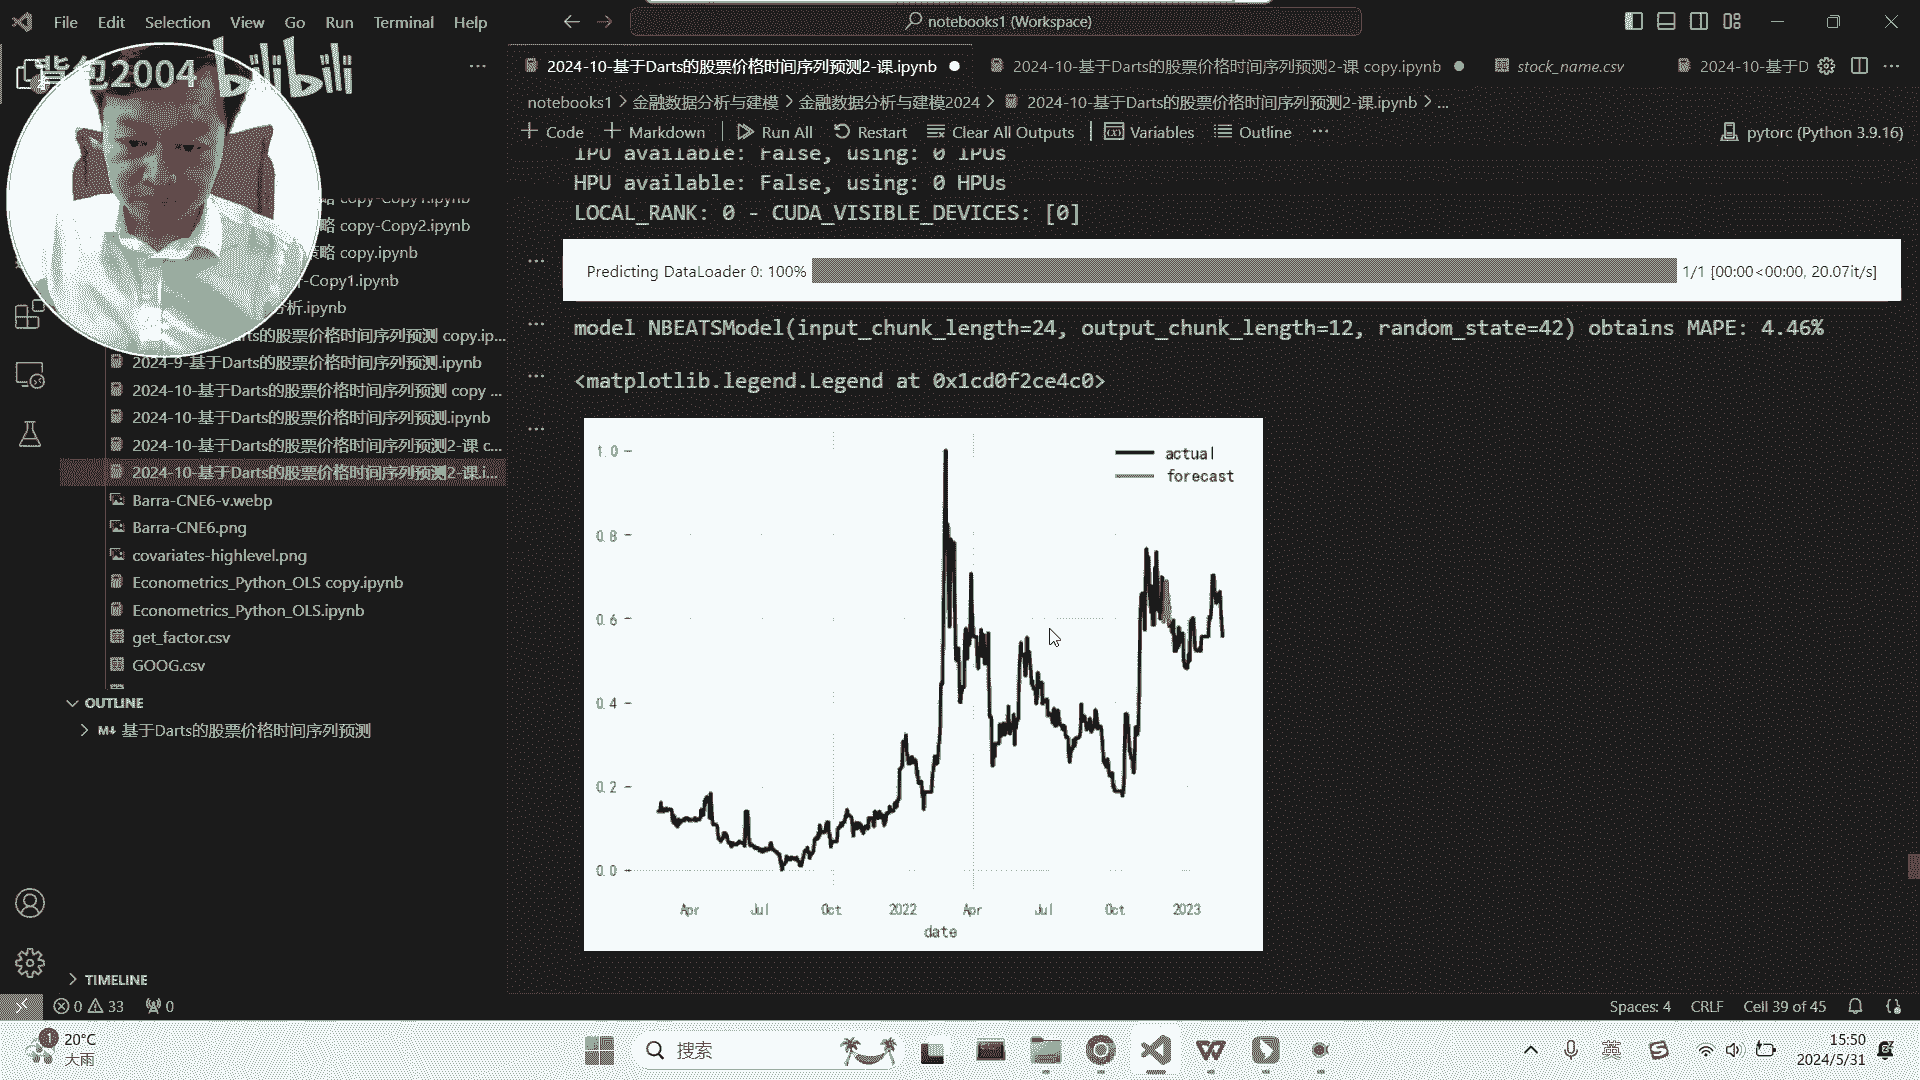 File Edit Selection View Go Run Terminal Help
notebooks1 (Workspace)
背包2004 bilibili
2024-10-基于Darts的股票价格时间序列预测2-课.ipynb
2024-10-基于Darts的股票价格时间序列预测2-课 copy.ipynb
stock_name.csv
2024-10-基于D
notebooks1 > 金融数据分析与建模 > 金融数据分析与建模2024 > 2024-10-基于Darts的股票价格时间序列预测2-课.ipynb > ...
Code Markdown Run All Restart Clear All Outputs Variables Outline ...
pytorc (Python 3.9.16)
略 copy-Copy1.ipynb
略 copy-Copy2.ipynb
策略 copy.ipynb
-Copy1.ipynb
分析.ipynb
基于Darts的股票价格时间序列预测 copy.ip...
2024-9-基于Darts的股票价格时间序列预测.ipynb
2024-10-基于Darts的股票价格时间序列预测 copy ...
2024-10-基于Darts的股票价格时间序列预测.ipynb
2024-10-基于Darts的股票价格时间序列预测2-课 c...
2024-10-基于Darts的股票价格时间序列预测2-课.i...
Barra-CNE6-v.webp
Barra-CNE6.png
covariates-highlevel.png
Econometrics_Python_OLS copy.ipynb
Econometrics_Python_OLS.ipynb
get_factor.csv
GOOG.csv
OUTLINE
M↓ 基于Darts的股票价格时间序列预测
TIMELINE
IPU available: False, using: 0 IPUs
HPU available: False, using: 0 HPUs
LOCAL_RANK: 0 - CUDA_VISIBLE_DEVICES: [0]
Predicting DataLoader 0: 100% 1/1 [00:00<00:00, 20.07it/s]
model NBEATSModel(input_chunk_length=24, output_chunk_length=12, random_state=42) obtains MAPE: 4.46%
<matplotlib.legend.Legend at 0x1cd0f2ce4c0>
actual
forecast
1.0
0.8
0.6
0.4
0.2
0.0
Apr Jul Oct 2022 Apr Jul Oct 2023
date
0 33 0
Spaces: 4 CRLF Cell 39 of 45
1
20°C
大雨
搜索
英
15:50
2024/5/31